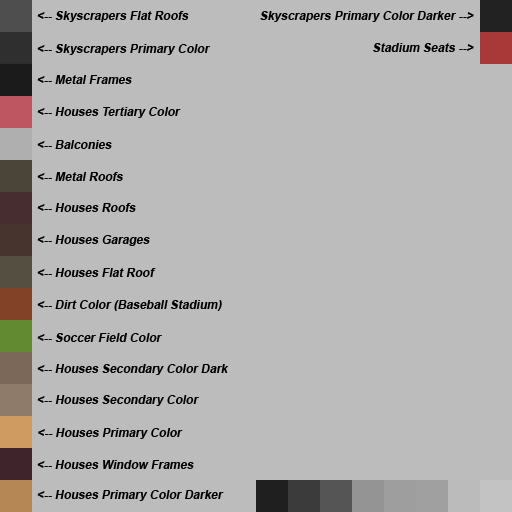 <-- Skyscrapers Flat Roofs
Skyscrapers Primary Color Darker -->
<-- Skyscrapers Primary Color
Stadium Seats -->
<-- Metal Frames
<-- Houses Tertiary Color
<-- Balconies
<-- Metal Roofs
<-- Houses Roofs
<-- Houses Garages
<-- Houses Flat Roof
<-- Dirt Color (Baseball Stadium)
<-- Soccer Field Color
<-- Houses Secondary Color Dark
<-- Houses Secondary Color
<-- Houses Primary Color
<-- Houses Window Frames
<-- Houses Primary Color Darker